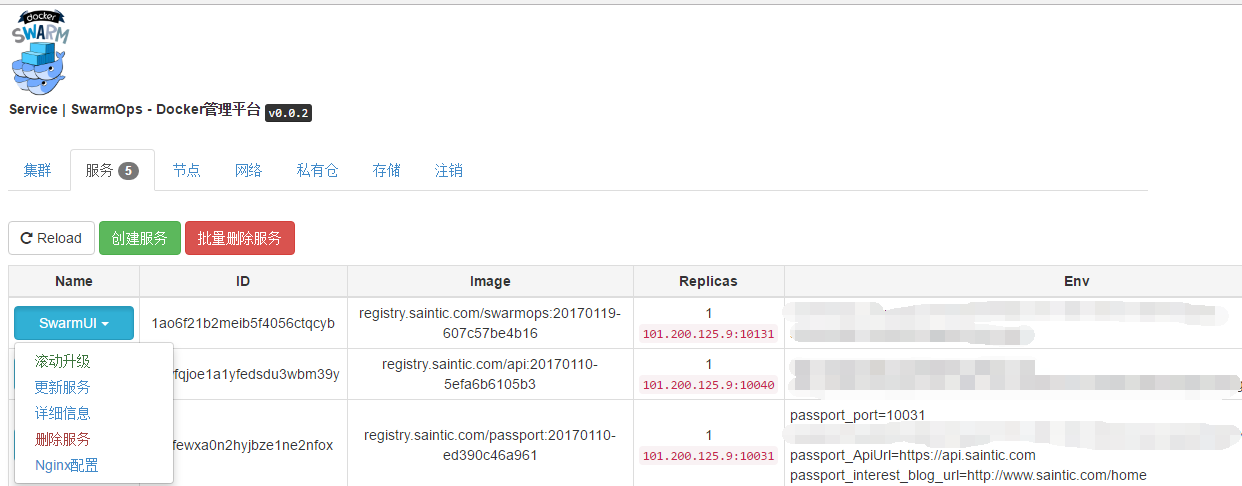 docker
SWARM
Service | SwarmOps - Docker管理平台 v0.0.2
集群 服务 5 节点 网络 私有仓 存储 注销
Reload 创建服务 批量删除服务
Name ID Image Replicas Env
SwarmUI 1ao6f21b2meib5f4056ctqcyb registry.saintic.com/swarmops:20170119-607c57be4b16 1
101.200.125.9:10131
滚动升级
更新服务
详细信息
删除服务
Nginx配置
fqjoe1a1yfedsdu3wbm39y registry.saintic.com/api:20170110-5efa6b6105b3 1
101.200.125.9:10040
fewxa0n2hyjbze1ne2nfox registry.saintic.com/passport:20170110-ed390c46a961 1
101.200.125.9:10031
passport_port=10031
passport_ApiUrl=https://api.saintic.com
passport_interest_blog_url=http://www.saintic.com/home